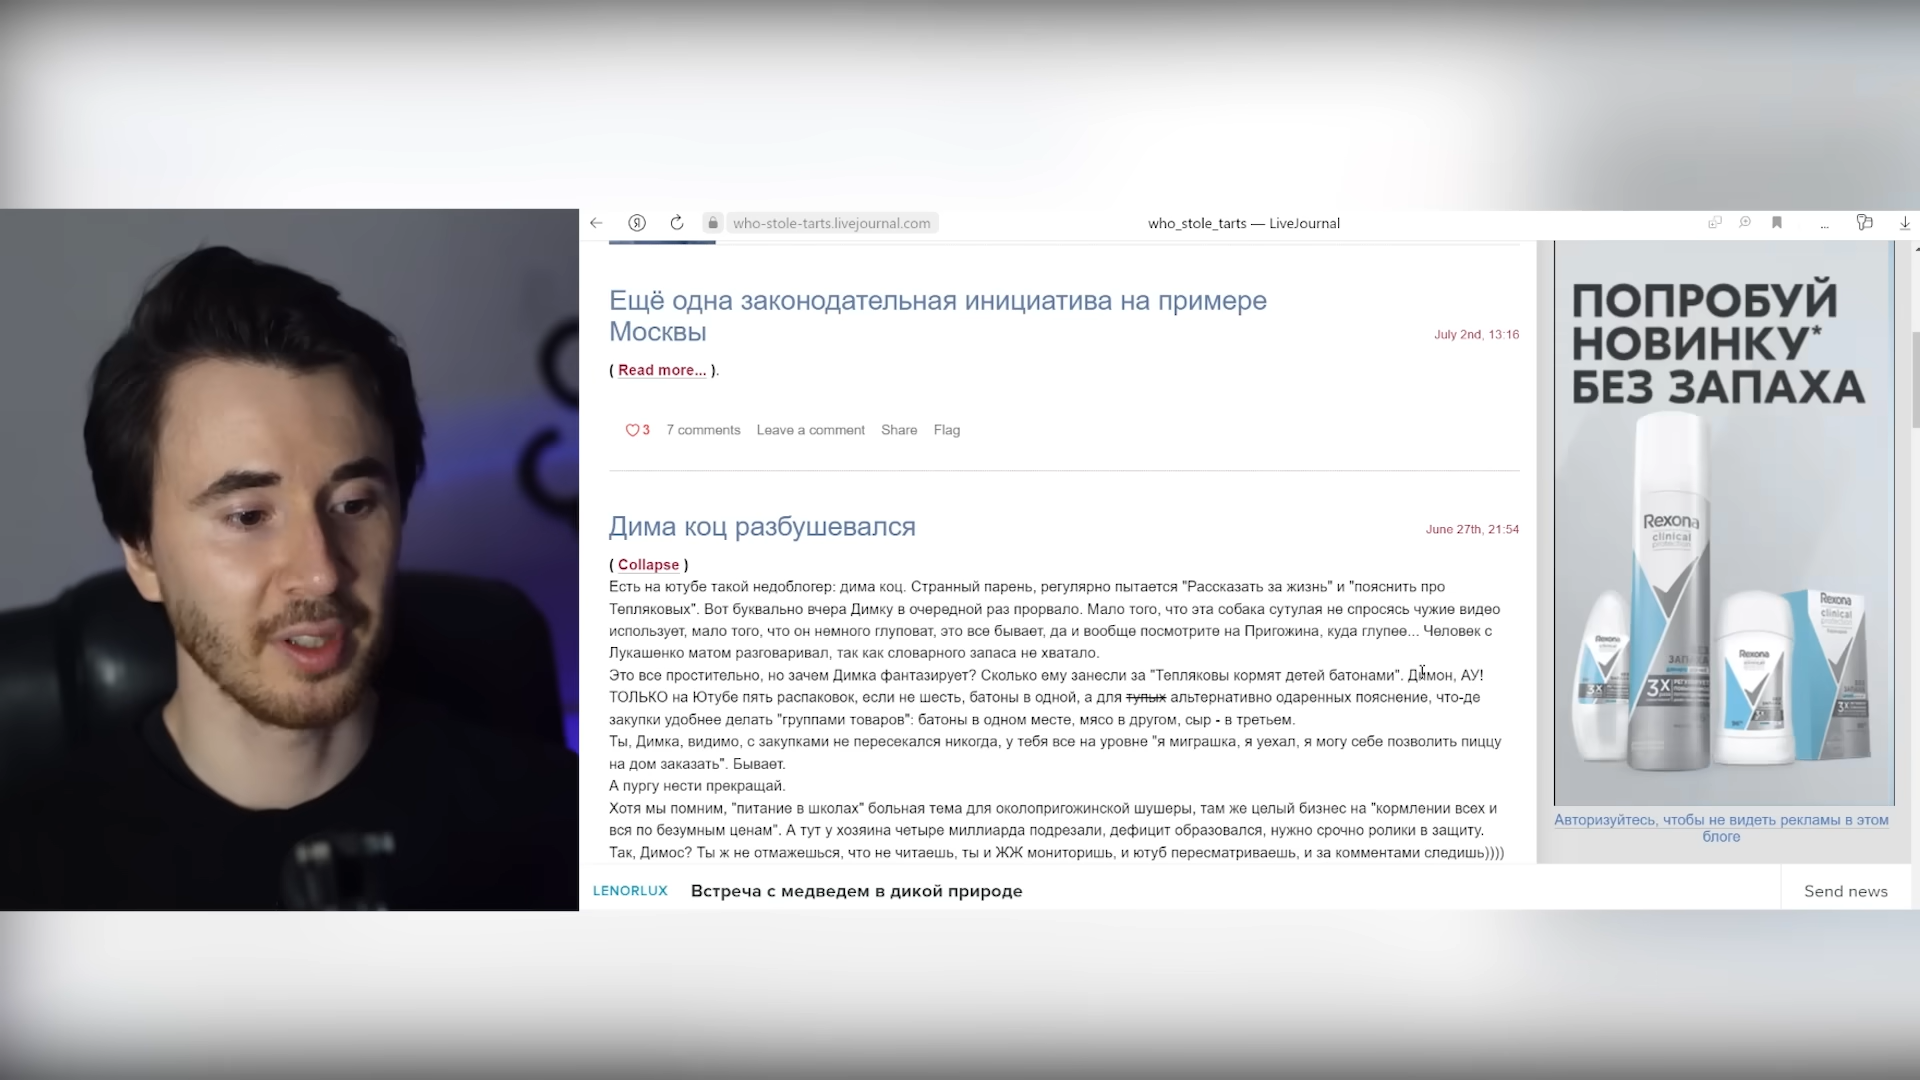 who-stole-tarts.livejournal.com
who_stole_tarts — LiveJournal
Ещё одна законодательная инициатива на примере
Москвы
July 2nd, 13:16
( Read more... ).
3 7 comments Leave a comment Share Flag
Дима коц разбушевался
June 27th, 21:54
( Collapse )
Есть на ютубе такой недоблогер: дима коц. Странный парень, регулярно пытается "Рассказать за жизнь" и "пояснить про
Тепляковых". Вот буквально вчера Димку в очередной раз прорвало. Мало того, что эта собака сутулая не спросясь чужие видео
использует, мало того, что он немного глуповат, это все бывает, да и вообще посмотрите на Пригожина, куда глупее... Человек с
Лукашенко матом разговаривал, так как словарного запаса не хватало.
Это все простительно, но зачем Димка фантазирует? Сколько ему занесли за "Тепляковы кормят детей батонами". Димон, АУ!
ТОЛЬКО на Ютубе пять распаковок, если не шесть, батоны в одной, а для тупых альтернативно одаренных пояснение, что-де
закупки удобнее делать "группами товаров": батоны в одном месте, мясо в другом, сыр - в третьем.
Ты, Димка, видимо, с закупками не пересекался никогда, у тебя все на уровне "я миграшка, я уехал, я могу себе позволить пиццу
на дом заказать". Бывает.
А пургу нести прекращай.
Хотя мы помним, "питание в школах" больная тема для околопригожинской шушеры, там же целый бизнес на "кормлении всех и
вся по безумным ценам". А тут у хозяина четыре миллиарда подрезали, дефицит образовался, нужно срочно ролики в защиту.
Так, Димос? Ты ж не отмажешься, что не читаешь, ты и ЖЖ мониторишь, и ютуб пересматриваешь, и за комментами следишь))))
ПОПРОБУЙ
НОВИНКУ*
БЕЗ ЗАПАХА
Rexona
clinical
protection
3X
Rexona
clinical
Rexona
Rexona
3X
Авторизуйтесь, чтобы не видеть рекламы в этом
блоге
LENORLUX Встреча с медведем в дикой природе
Send news